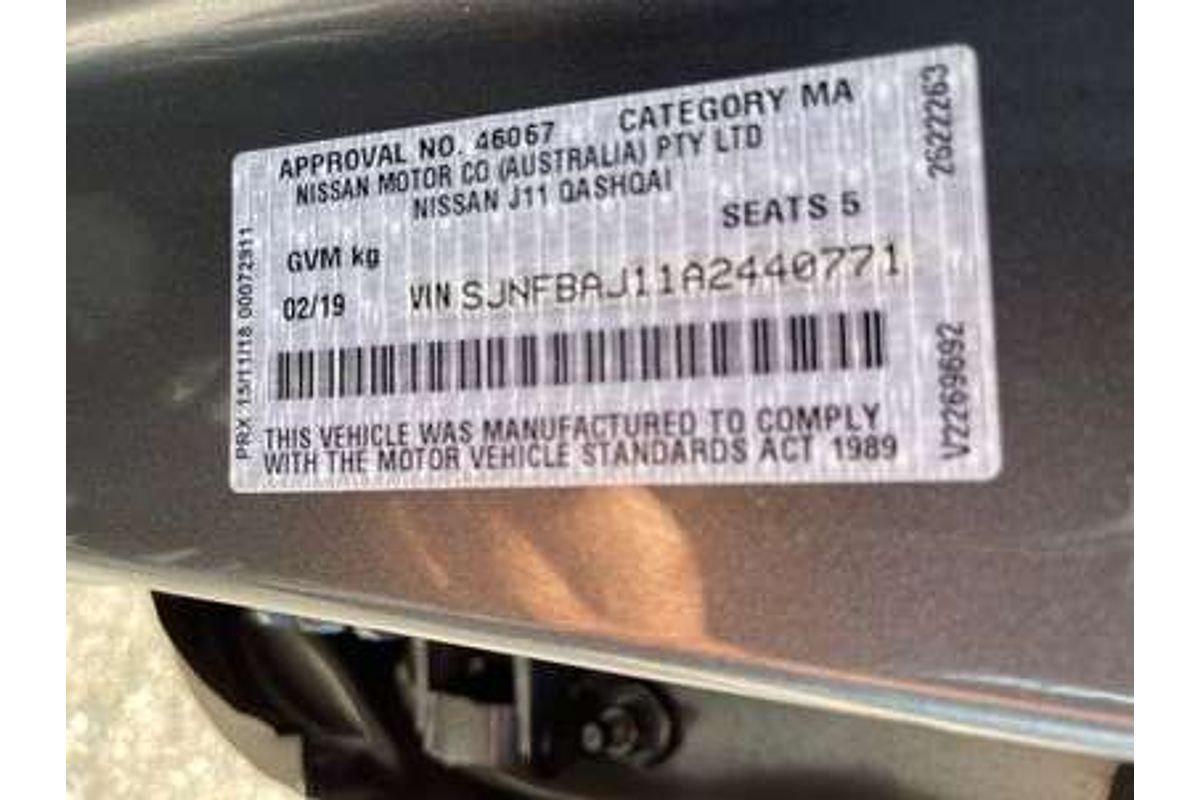 APPROVAL NO. 46067 CATEGORY MA
NISSAN MOTOR CO (AUSTRALIA) PTY LTD
NISSAN J11 QASHQAI
GVM kg SEATS 5
02/19 VIN SJNFBAJ11A2440771
THIS VEHICLE WAS MANUFACTURED TO COMPLY
WITH THE MOTOR VEHICLE STANDARDS ACT 1989
PRX 15/11/18 00072911
2622263
V2269692